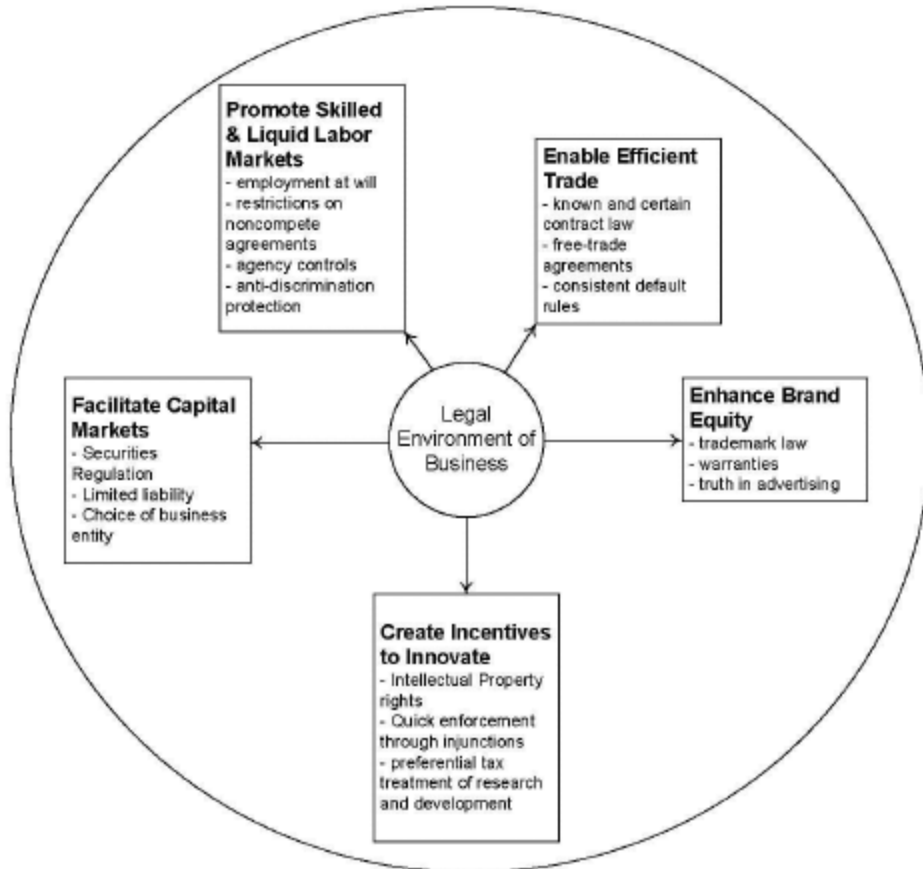 Promote Skilled
& Liquid Labor
Markets
- employment at will
- restrictions on
noncompete
agreements
- agency controls
- anti-discrimination
protection
Enable Efficient
Trade
- known and certain
contract law
- free-trade
agreements
- consistent default
rules
Facilitate Capital
Markets
- Securities
Regulation
- Limited liability
- Choice of business
entity
Legal
Environment of
Business
Enhance Brand
Equity
- trademark law
- warranties
- truth in advertising
Create Incentives
to Innovate
- Intellectual Property
rights
- Quick enforcement
through injunctions
- preferential tax
treatment of research
and development